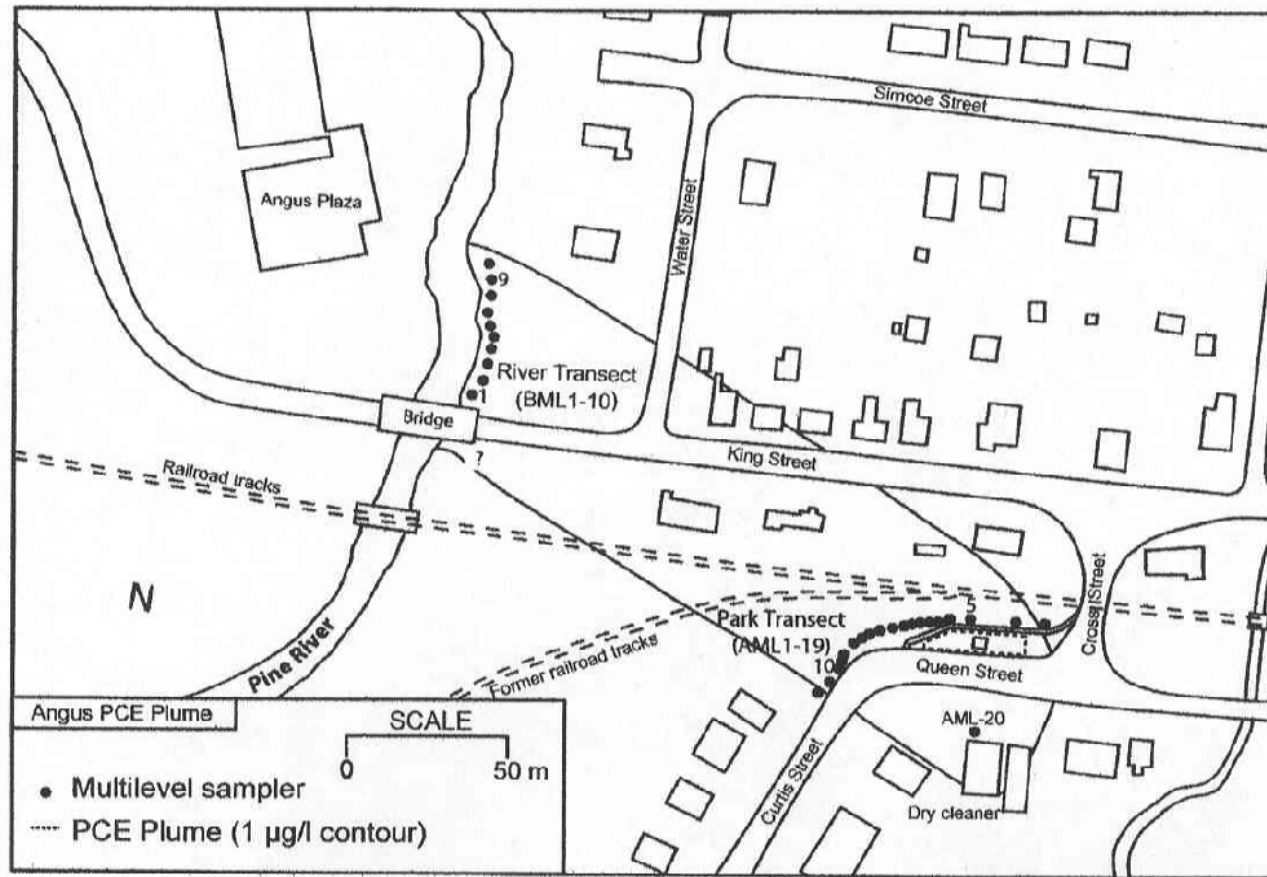 Simcoe Street
Angus Plaza
Water Street
9
River Transect
(BML1-10)
1
Bridge
?
King Street
Railroad tracks
N
Pine River
Former railroad tracks
Park Transect
(AML1-19)
5
10
Cross Street
Queen Street
AML-20
Curtis Street
Dry cleaner
Angus PCE Plume
SCALE
0 50 m
Multilevel sampler
PCE Plume (1 µg/l contour)